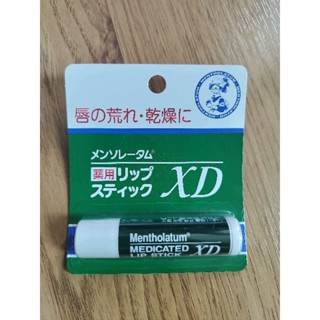 唇の荒れ・乾燥に
メンソレータム®
薬用リップ
スティック XD
Mentholatum®
MEDICATED
LIP STICK XD